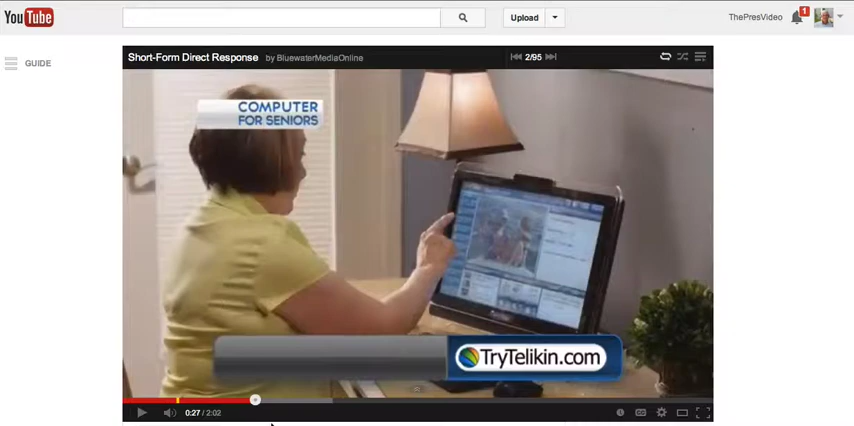 YouTube
Upload
ThePresVideo
1
GUIDE
Short-Form Direct Response by BluewaterMediaOnline
2/95
COMPUTER
FOR SENIORS
TryTelikin.com
0:27 / 2:02